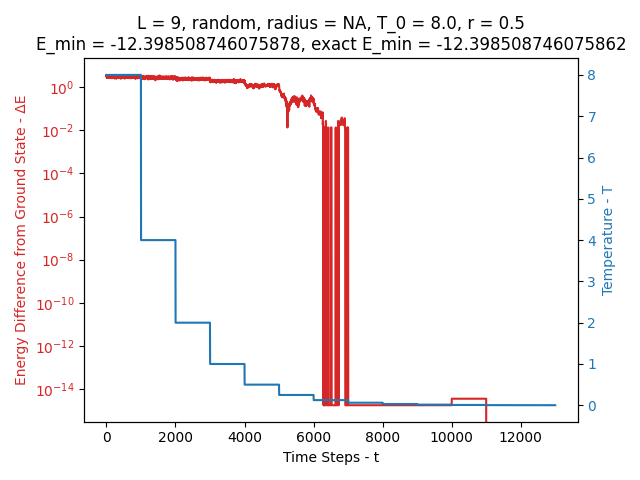 L = 9, random, radius = NA, T_0 = 8.0, r = 0.5
E_min = -12.398508746075878, exact E_min = -12.398508746075862
Energy Difference from Ground State - ΔE
10^0
10^-2
10^-4
10^-6
10^-8
10^-10
10^-12
10^-14
8
7
6
5
4
3
2
1
0
Temperature - T
0 2000 4000 6000 8000 10000 12000
Time Steps - t